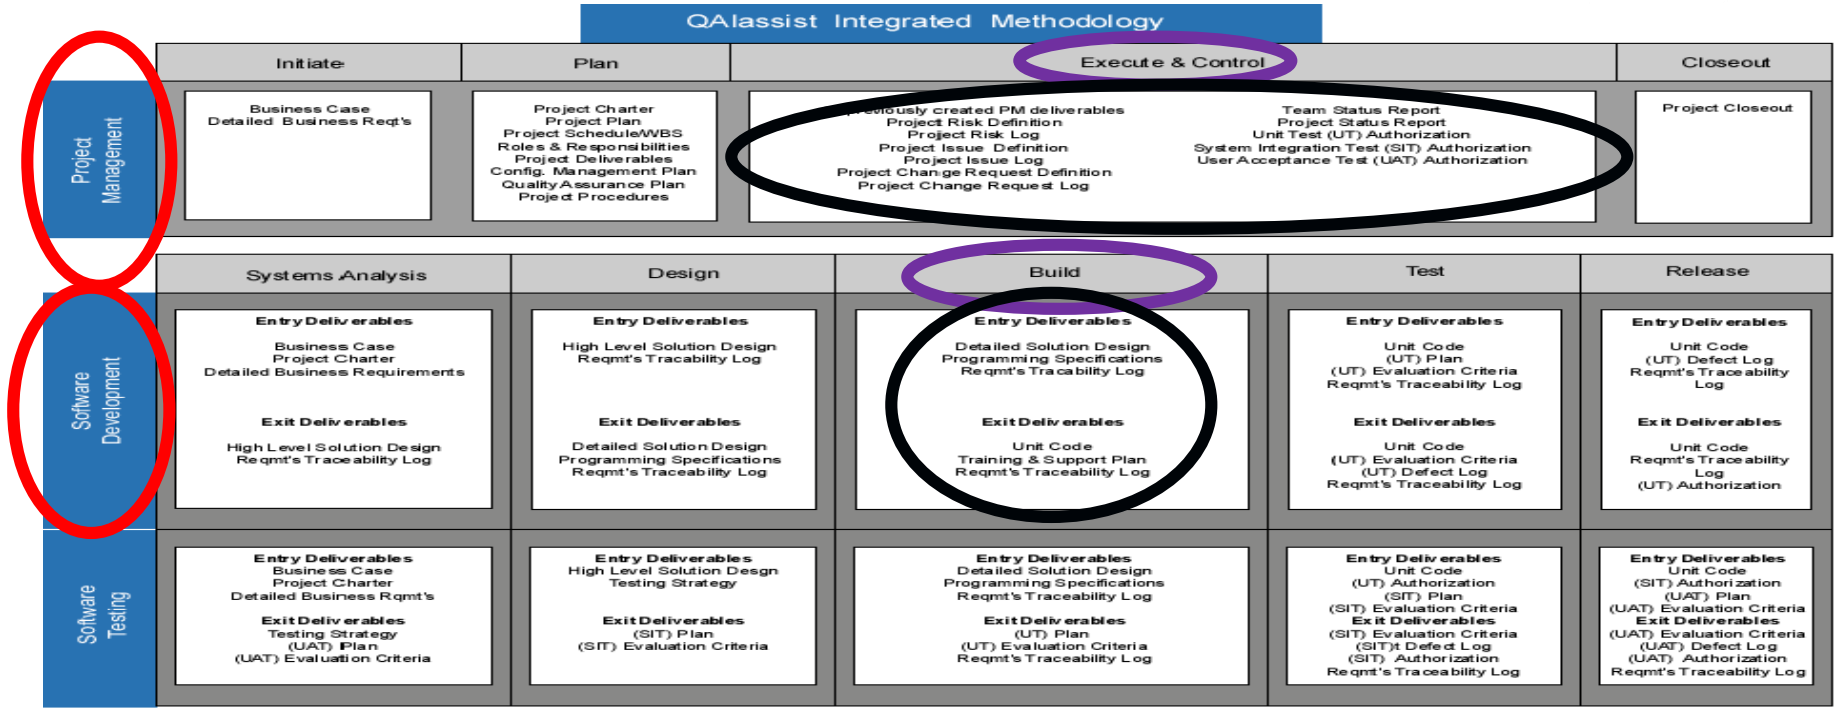 QAIassist Integrated Methodology
Initiate
Plan
Execute & Control
Closeout
Project
Management
Business Case
Detailed Business Reqt's
Project Charter
Project Plan
Project Schedule/WBS
Roles & Responsibilities
Project Deliverables
Config. Management Plan
Quality Assurance Plan
Project Procedures
created PM deliverables
Project Risk Definition
Project Risk Log
Project Issue Definition
Project Issue Log
Project Change Request Definition
Project Change Request Log
Team Status Report
Project Status Report
Unit Test (UT) Authorization
System Integration Test (SIT) Authorization
User Acceptance Test (UAT) Authorization
Project Closeout
Systems Analysis
Design
Build
Test
Release
Software
Development
Entry Deliverables
Business Case
Project Charter
Detailed Business Requirements
Exit Deliverables
High Level Solution Design
Reqmt's Traceability Log
Entry Deliverables
High Level Solution Design
Reqmt's Tracability Log
Exit Deliverables
Detailed Solution Design
Programming Specifications
Reqmt's Traceability Log
Entry Deliverables
Detailed Solution Design
Programming Specifications
Reqmt's Tracability Log
Exit Deliverables
Unit Code
Training & Support Plan
Reqmt's Traceability Log
Entry Deliverables
Unit Code
(UT) Plan
(UT) Evaluation Criteria
Reqmt's Traceability Log
Exit Deliverables
Unit Code
(UT) Evaluation Criteria
(UT) Defect Log
Reqmt's Traceability Log
Entry Deliverables
Unit Code
(UT) Defect Log
Reqmt's Traceability
Log
Exit Deliverables
Unit Code
Reqmt's Traceability
Log
(UT) Authorization
Software
Testing
Entry Deliverables
Business Case
Project Charter
Detailed Business Rqmt's
Exit Deliverables
Testing Strategy
(UAT) Plan
(UAT) Evaluation Criteria
Entry Deliverables
High Level Solution Desgn
Testing Strategy
Exit Deliverables
(SIT) Plan
(SIT) Evaluation Criteria
Entry Deliverables
Detailed Solution Design
Programming Specifications
Reqmt's Traceability Log
Exit Deliverables
(UT) Plan
(UT) Evaluation Criteria
Reqmt's Traceability Log
Entry Deliverables
Unit Code
(UT) Authorization
(SIT) Plan
(SIT) Evaluation Criteria
Exit Deliverables
(SIT) Evaluation Criteria
(SIT)t Defect Log
(SIT) Authorization
Reqmt's Traceability Log
Entry Deliverables
Unit Code
(SIT) Authorization
(UAT) Plan
(UAT) Evaluation Criteria
Exit Deliverables
(UAT) Evaluation Criteria
(UAT) Defect Log
(UAT) Authorization
Reqmt's Traceability Log